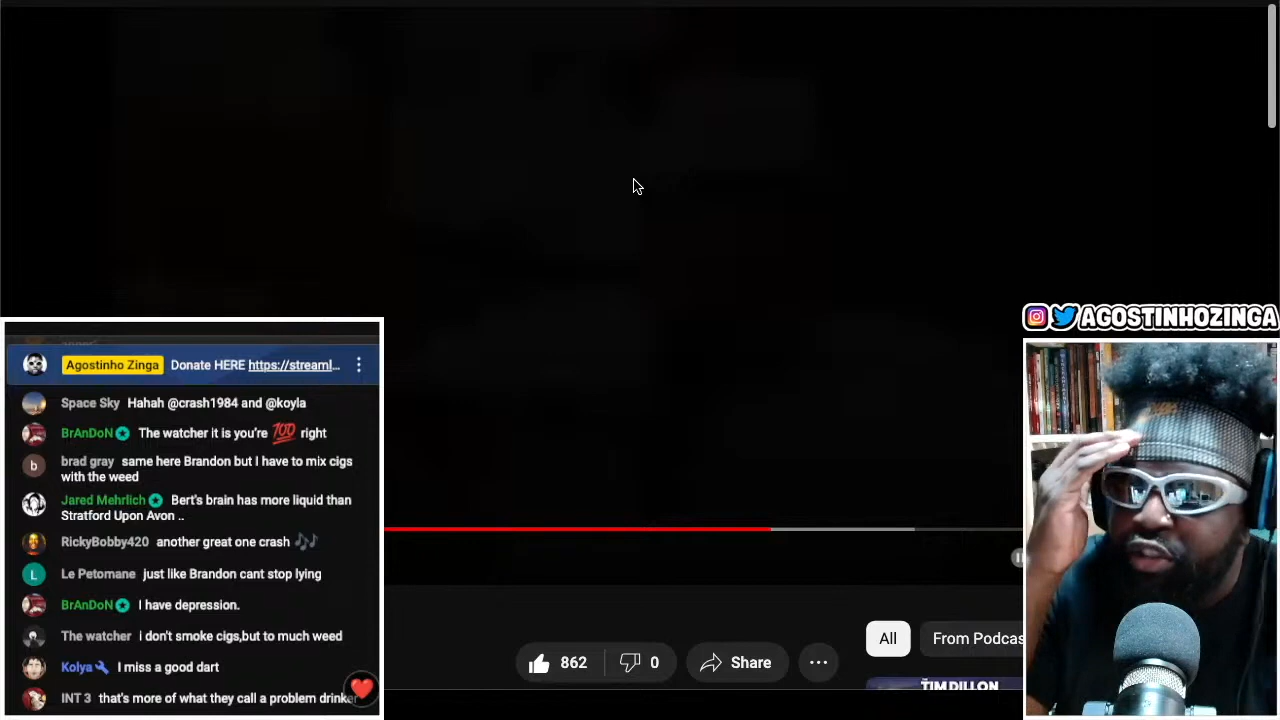 AGOSTINHOZINGA
Agostinho Zinga Donate HERE https://streaml...
Space Sky Hahah @crash1984 and @koyla
BrAnDoN The watcher it is you're 100 right
b brad gray same here Brandon but I have to mix cigs
with the weed
Jared Mehrlich Bert's brain has more liquid than
Stratford Upon Avon ..
RickyBobby420 another great one crash
L Le Petomane just like Brandon cant stop lying
BrAnDoN I have depression.
The watcher i don't smoke cigs,but to much weed
Kolya I miss a good dart
INT 3 that's more of what they call a problem drinker
862 0 Share
All From Podcas
TIM DILLON